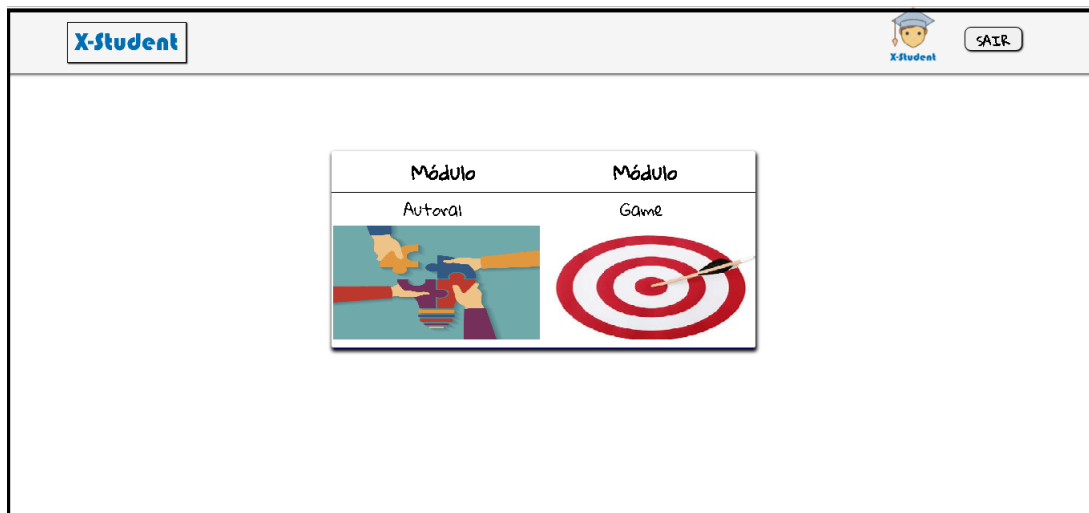 X-Student
X-Student
SAIR
Módulo Módulo
Autoral Game